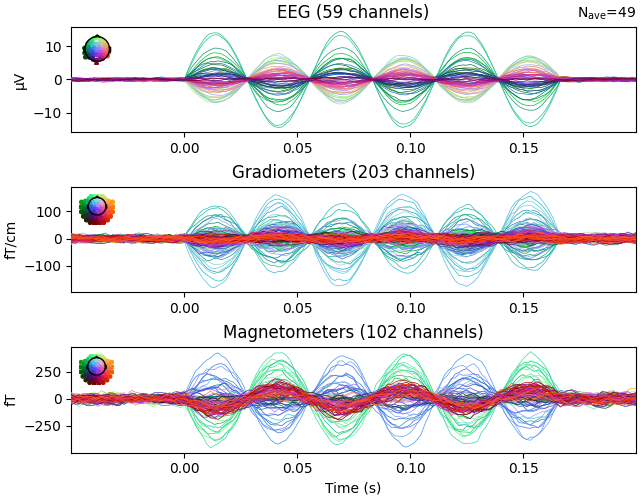 EEG (59 channels)
Nave=49
10
0
−10
µV
0.00 0.05 0.10 0.15
Gradiometers (203 channels)
100
0
−100
fT/cm
0.00 0.05 0.10 0.15
Magnetometers (102 channels)
250
0
−250
fT
0.00 0.05 0.10 0.15
Time (s)